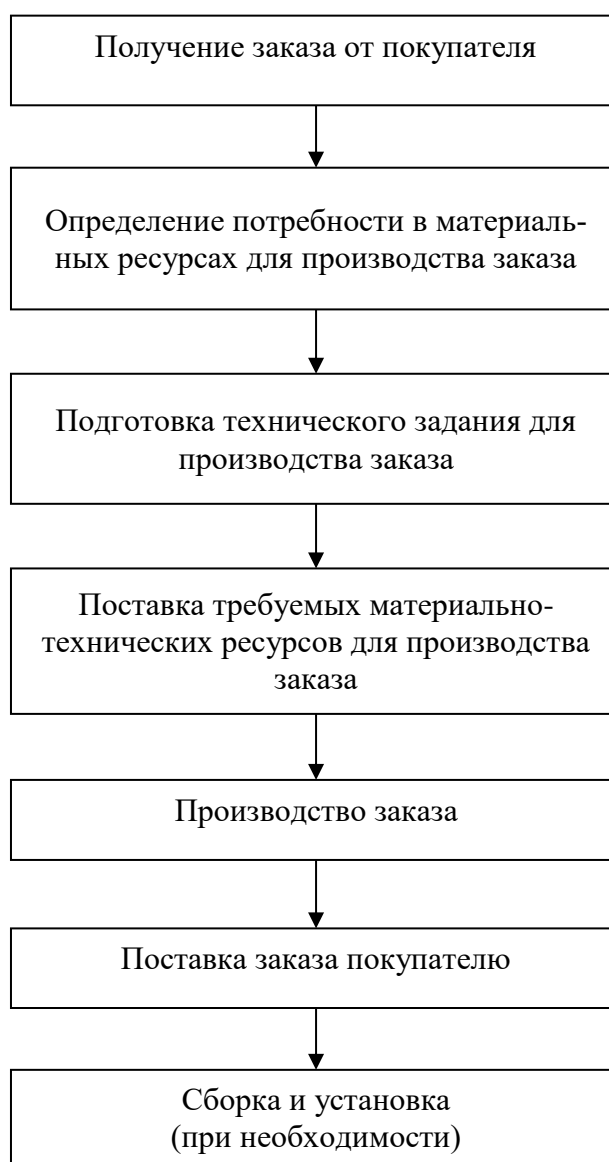 Получение заказа от покупателя
Определение потребности в материаль-
ных ресурсах для производства заказа
Подготовка технического задания для
производства заказа
Поставка требуемых материально-
технических ресурсов для производства
заказа
Производство заказа
Поставка заказа покупателю
Сборка и установка
(при необходимости)